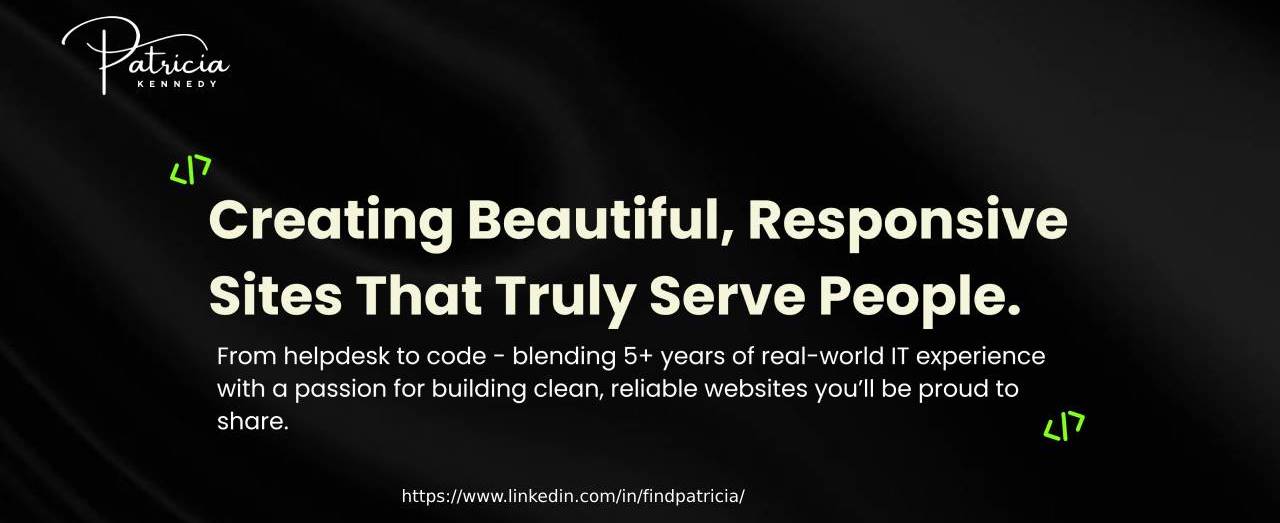 Patricia
KENNEDY
</>
Creating Beautiful, Responsive
Sites That Truly Serve People.
From helpdesk to code - blending 5+ years of real-world IT experience
with a passion for building clean, reliable websites you’ll be proud to
share.
</>
https://www.linkedin.com/in/findpatricia/